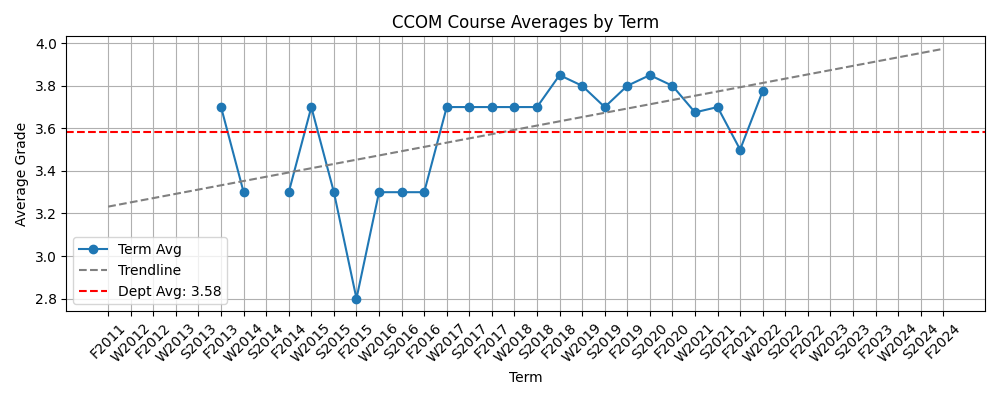 CCOM Course Averages by Term
4.0
3.8
3.6
3.4
3.2
3.0
2.8
Average Grade
Term Avg
Trendline
Dept Avg: 3.58
F2011
W2012
F2012
W2013
S2013
F2013
W2014
S2014
F2014
W2015
S2015
F2015
W2016
S2016
F2016
W2017
S2017
F2017
W2018
S2018
F2018
W2019
S2019
F2019
S2020
F2020
W2021
S2021
F2021
W2022
S2022
F2022
W2023
S2023
F2023
W2024
S2024
F2024
Term